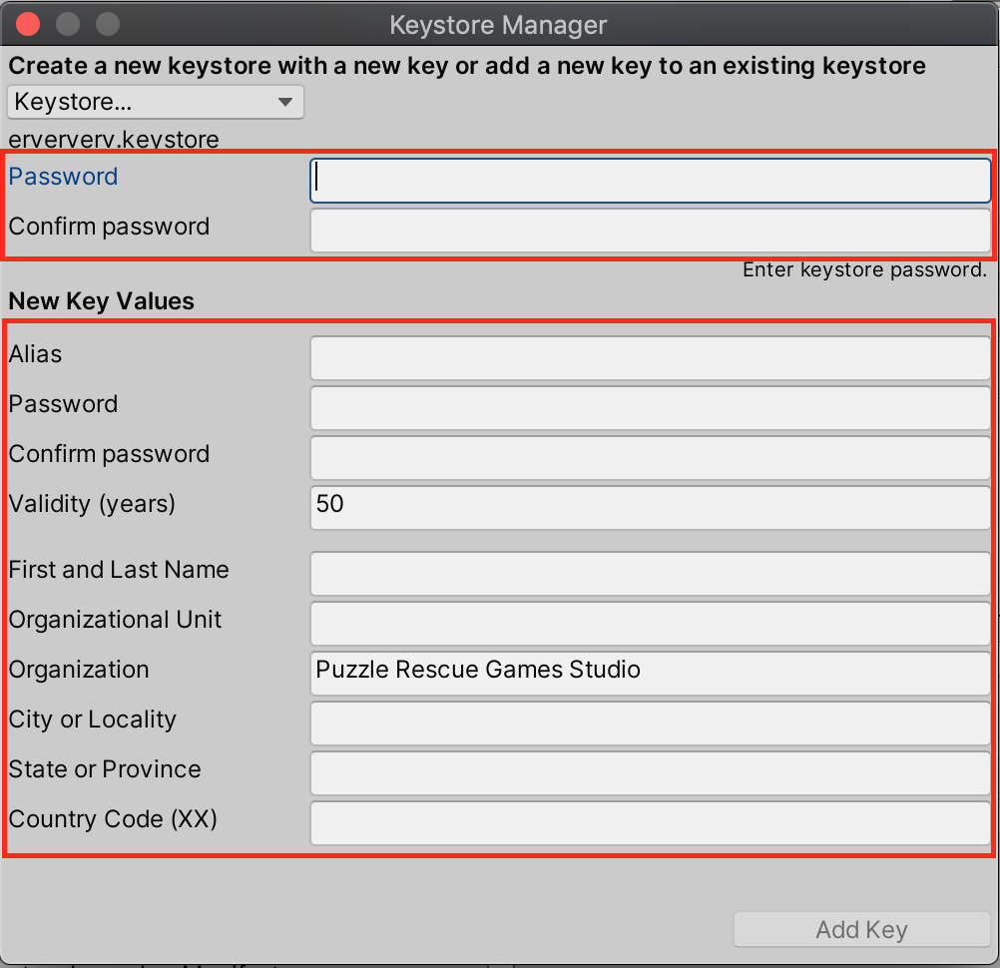 Keystore Manager
Create a new keystore with a new key or add a new key to an existing keystore
Keystore...
erververv.keystore
Password
Confirm password
Enter keystore password.
New Key Values
Alias
Password
Confirm password
Validity (years) 50
First and Last Name
Organizational Unit
Organization Puzzle Rescue Games Studio
City or Locality
State or Province
Country Code (XX)
Add Key